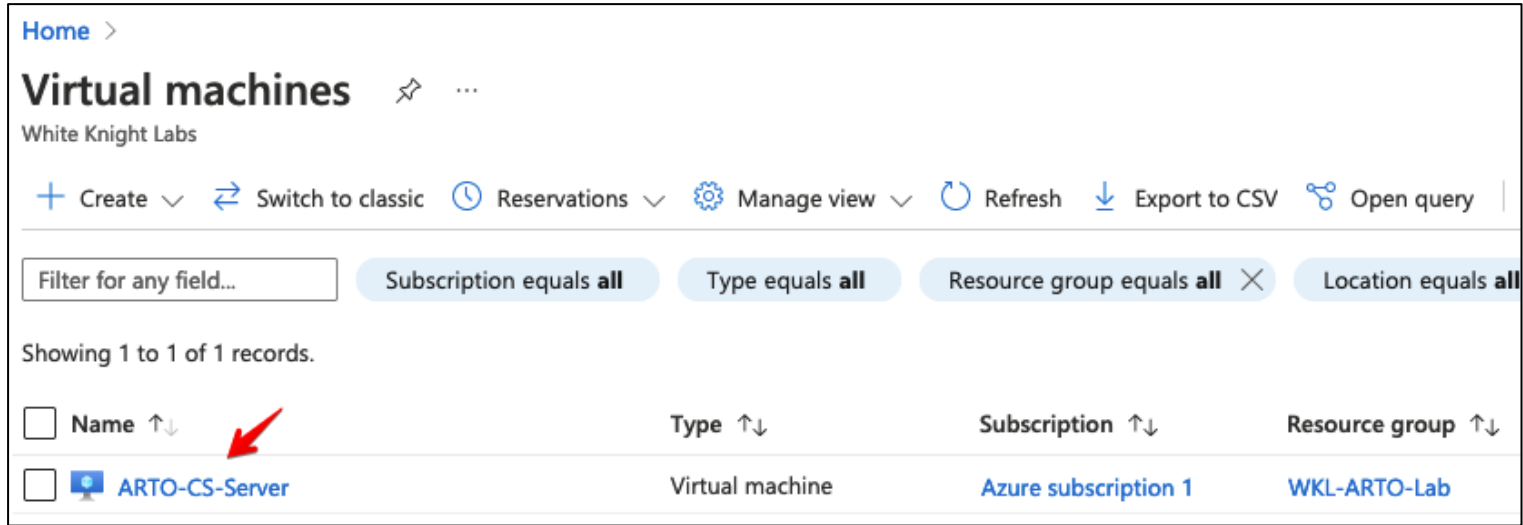 Home >
Virtual machines ...
White Knight Labs
+ Create Switch to classic Reservations Manage view Refresh Export to CSV Open query
Filter for any field... Subscription equals all Type equals all Resource group equals all × Location equals all
Showing 1 to 1 of 1 records.
Name ↑↓ Type ↑↓ Subscription ↑↓ Resource group ↑↓
ARTO-CS-Server Virtual machine Azure subscription 1 WKL-ARTO-Lab